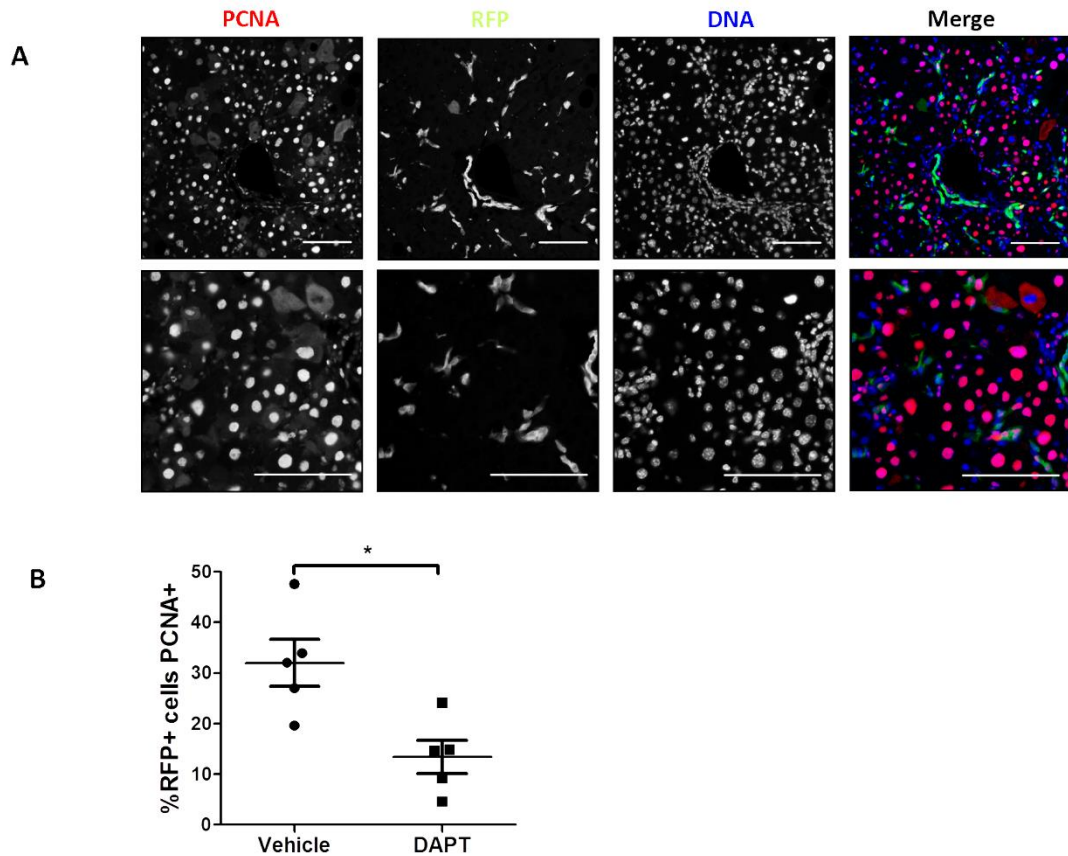 PCNA RFP DNA Merge
A
B
*
%RFP+ cells PCNA+
50
40
30
20
10
0
Vehicle DAPT